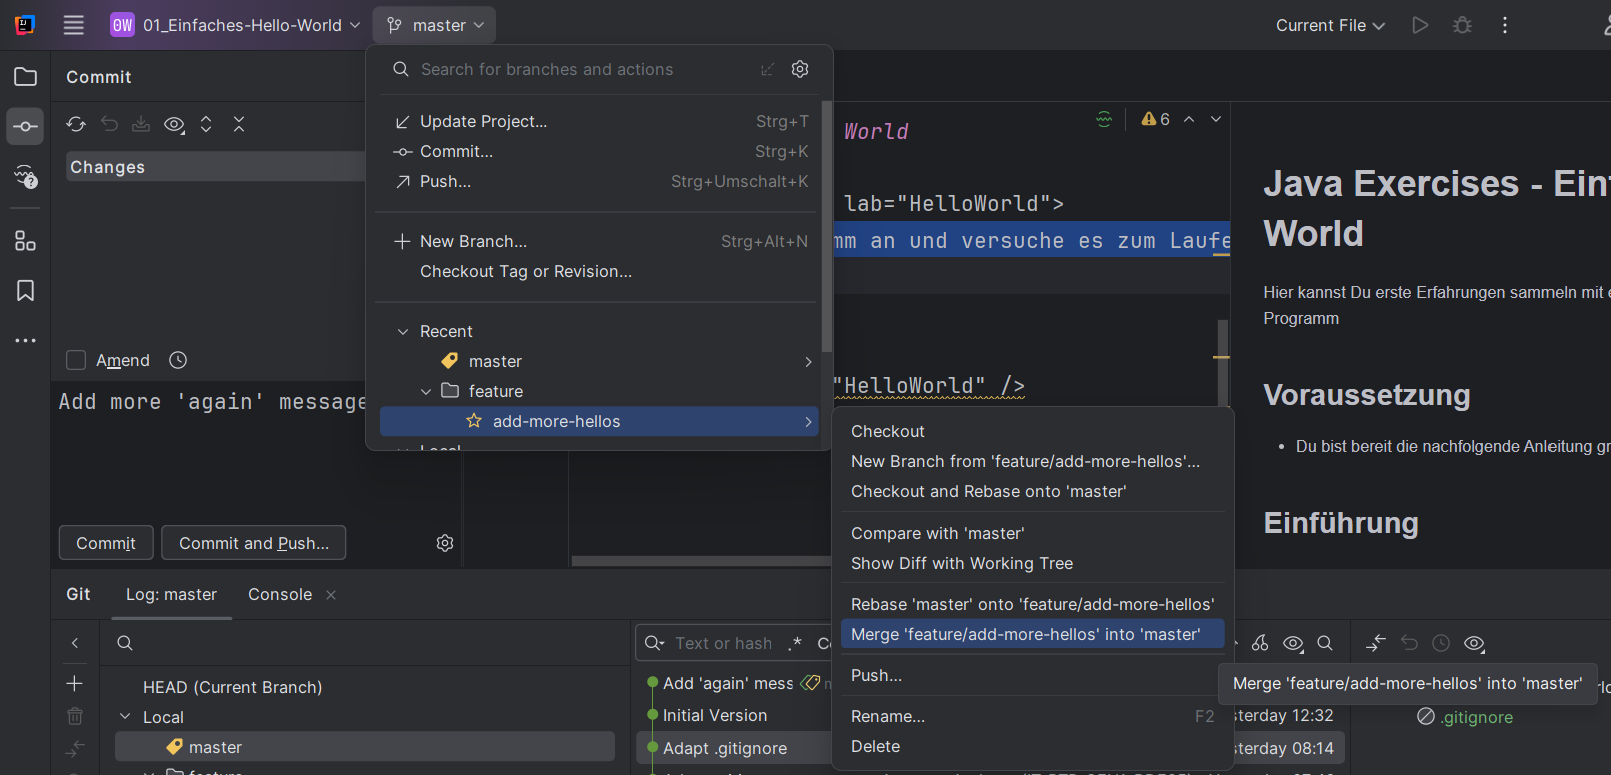 0W 01_Einfaches-Hello-World master Current File
Commit
Search for branches and actions
Update Project... Strg+T
Commit... Strg+K
Push... Strg+Umschalt+K
New Branch... Strg+Alt+N
Checkout Tag or Revision...
Recent
master
feature
add-more-hellos
Changes
Amend
Add more 'again' message
Commit Commit and Push...
World
6
lab="HelloWorld">
mm an und versuche es zum Laufe
"HelloWorld" />
Java Exercises - Ein
World
Hier kannst Du erste Erfahrungen sammeln mit e
Programm
Voraussetzung
• Du bist bereit die nachfolgende Anleitung gr
Einführung
Checkout
New Branch from 'feature/add-more-hellos'...
Checkout and Rebase onto 'master'
Compare with 'master'
Show Diff with Working Tree
Rebase 'master' onto 'feature/add-more-hellos'
Merge 'feature/add-more-hellos' into 'master'
Push...
Rename... F2
Delete
Merge 'feature/add-more-hellos' into 'master'
Git Log: master Console
HEAD (Current Branch)
Local
master
Text or hash .* C
Add 'again' mess
Initial Version
sterday 12:32
Adapt .gitignore
sterday 08:14
.gitignore